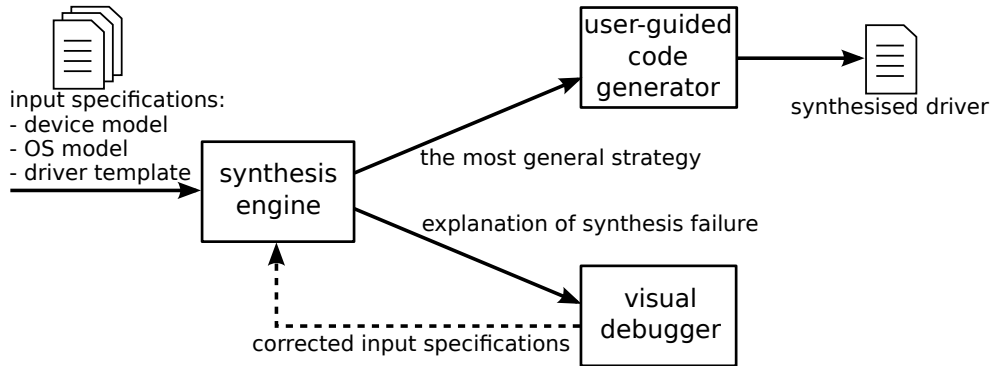 input specifications:
- device model
- OS model
- driver template
synthesis
engine
user-guided
code
generator
synthesised driver
the most general strategy
explanation of synthesis failure
visual
debugger
corrected input specifications